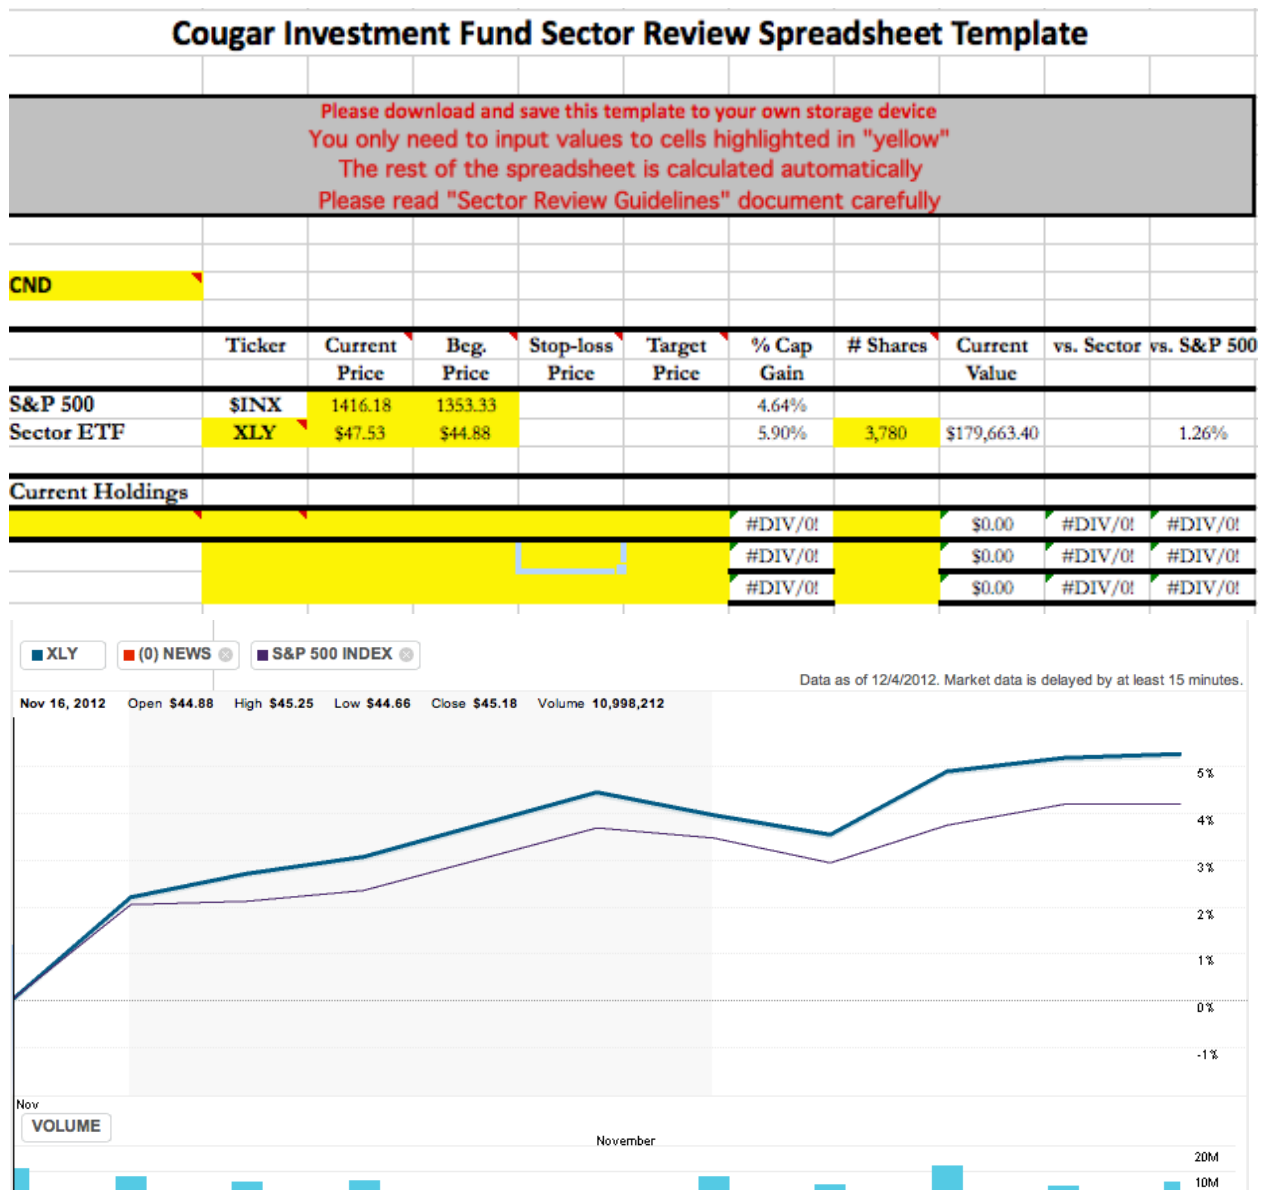 Cougar Investment Fund Sector Review Spreadsheet Template
Please download and save this template to your own storage device
You only need to input values to cells highlighted in "yellow"
The rest of the spreadsheet is calculated automatically
Please read "Sector Review Guidelines" document carefully
CND
Ticker Current Beg. Stop-loss Target % Cap # Shares Current vs. Sector vs. S&P 500
Price Price Price Price Gain Value
S&P 500 $INX 1416.18 1353.33 4.64%
Sector ETF XLY $47.53 $44.88 5.90% 3,780 $179,663.40 1.26%
Current Holdings
#DIV/0! $0.00 #DIV/0! #DIV/0!
#DIV/0! $0.00 #DIV/0! #DIV/0!
#DIV/0! $0.00 #DIV/0! #DIV/0!
XLY (0) NEWS S&P 500 INDEX
Data as of 12/4/2012. Market data is delayed by at least 15 minutes.
Nov 16, 2012 Open $44.88 High $45.25 Low $44.66 Close $45.18 Volume 10,998,212
5%
4%
3%
2%
1%
0%
-1%
Nov
VOLUME
November
20M
10M